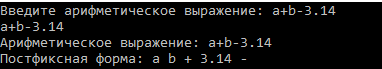 Введите арифметическое выражение: a+b-3.14
a+b-3.14
Арифметическое выражение: a+b-3.14
Постфиксная форма: a b + 3.14 -